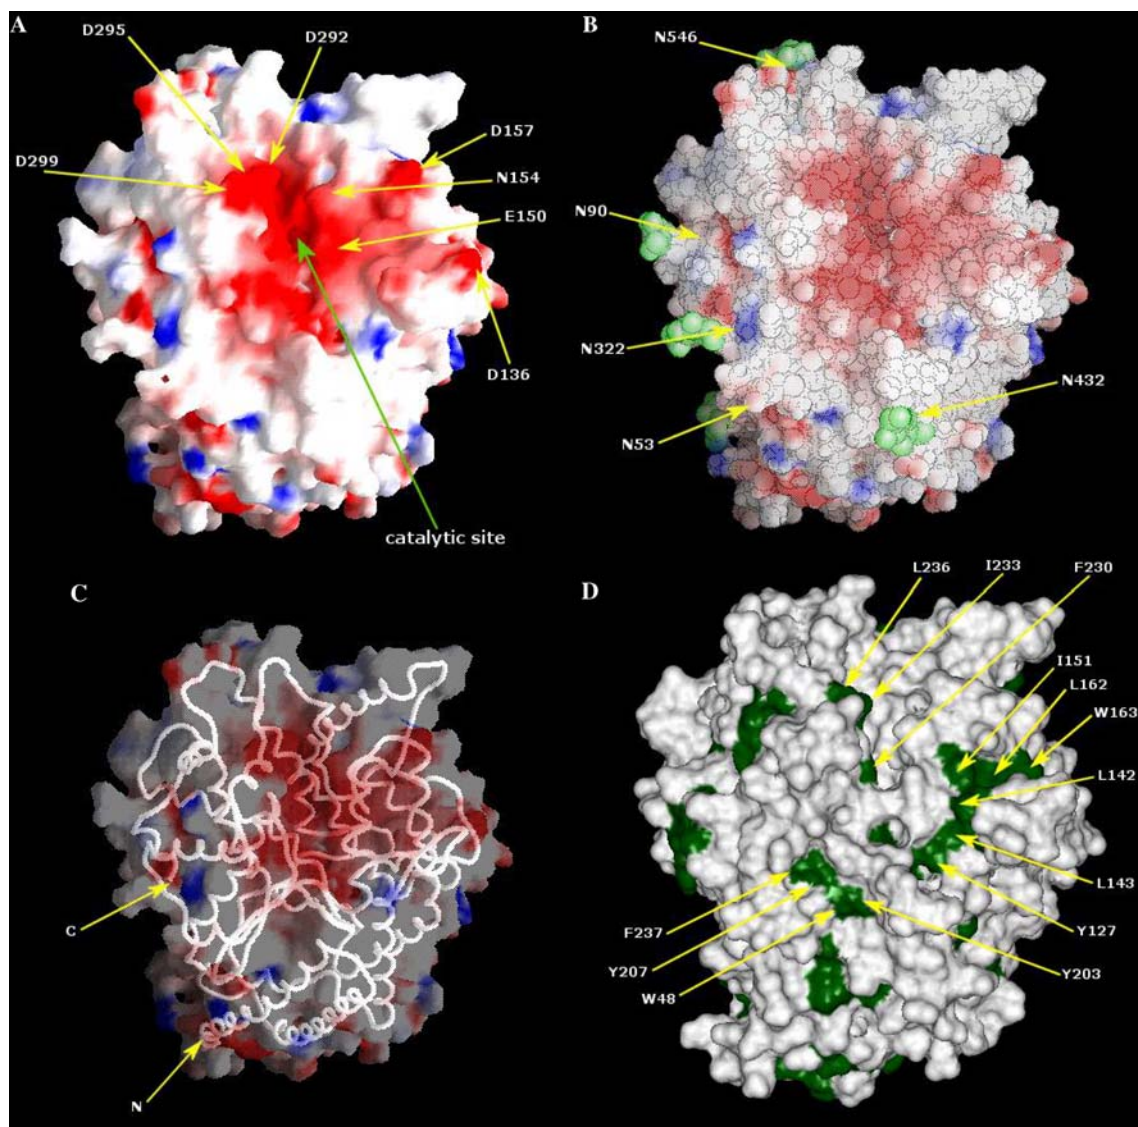 A
D295
D292
D157
D299
N154
E150
D136
catalytic site
B
N546
N90
N322
N432
N53
C
C
N
D
L236
I233
F230
I151
L162
W163
L142
L143
F237
Y127
Y207
Y203
W48